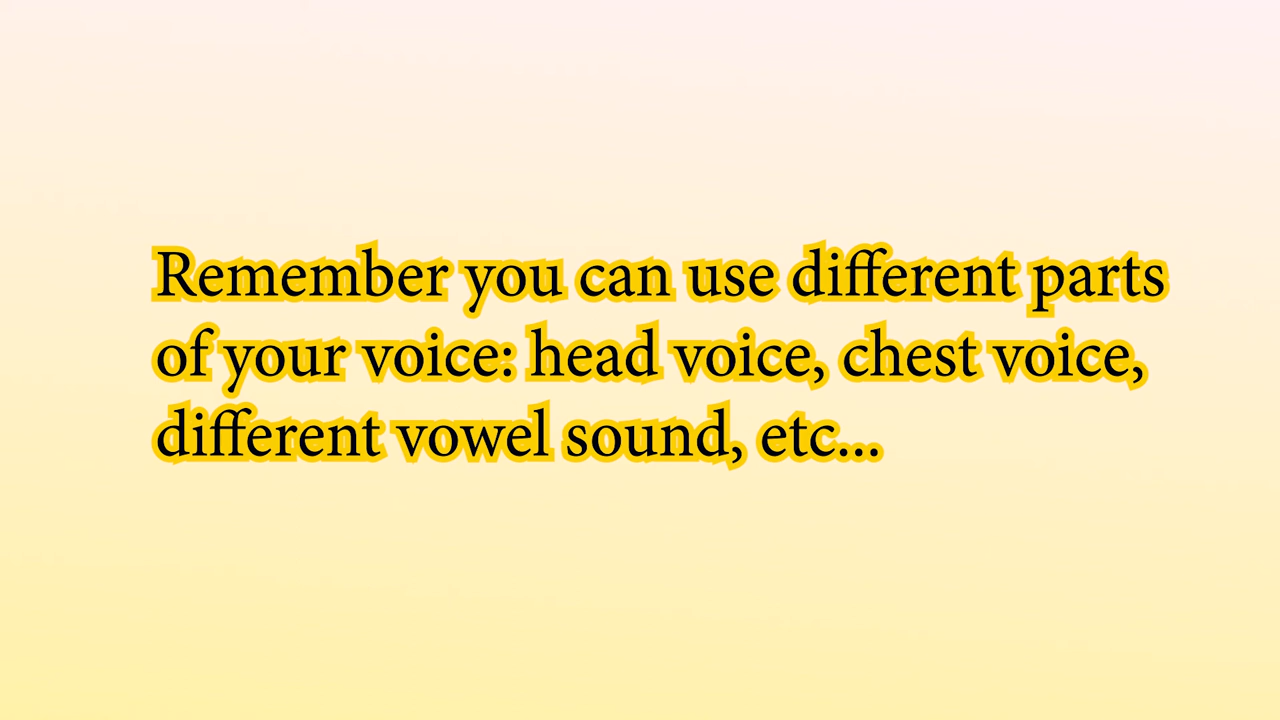 Remember you can use different parts
of your voice: head voice, chest voice,
different vowel sound, etc...